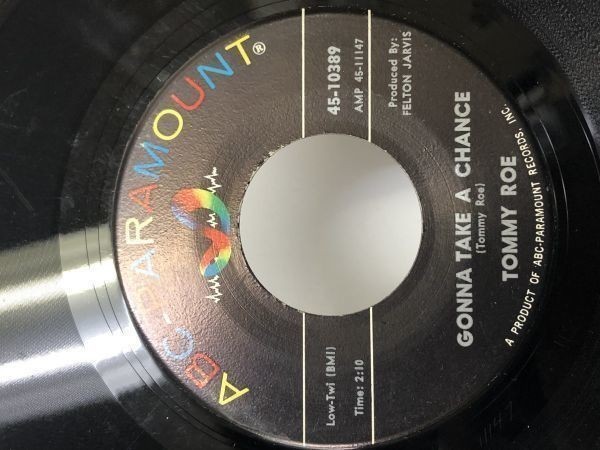 ABC-PARAMOUNT®
45-10389
AMP 45-11147
Produced By:
FELTON JARVIS
Low-Twi (BMI)
Time: 2:10
GONNA TAKE A CHANCE
(Tommy Roe)
TOMMY ROE
A PRODUCT OF ABC-PARAMOUNT RECORDS, INC.